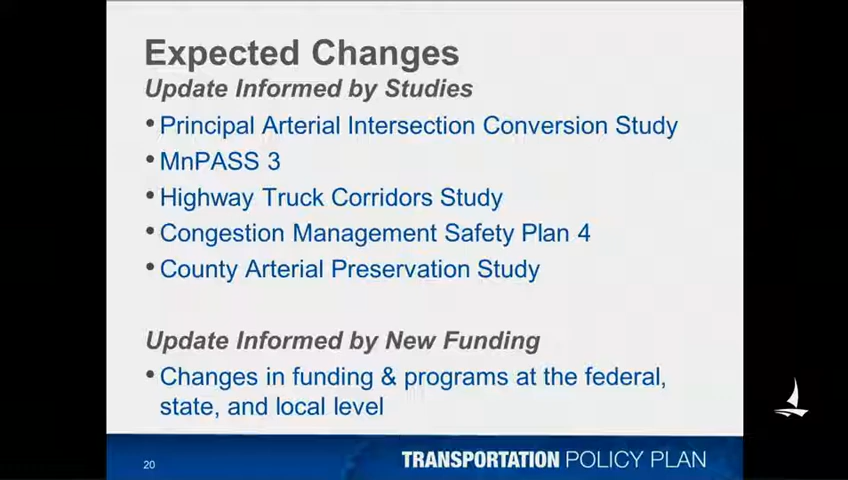 Expected Changes
Update Informed by Studies
• Principal Arterial Intersection Conversion Study
• MnPASS 3
• Highway Truck Corridors Study
• Congestion Management Safety Plan 4
• County Arterial Preservation Study
Update Informed by New Funding
• Changes in funding & programs at the federal,
state, and local level
20
TRANSPORTATION POLICY PLAN